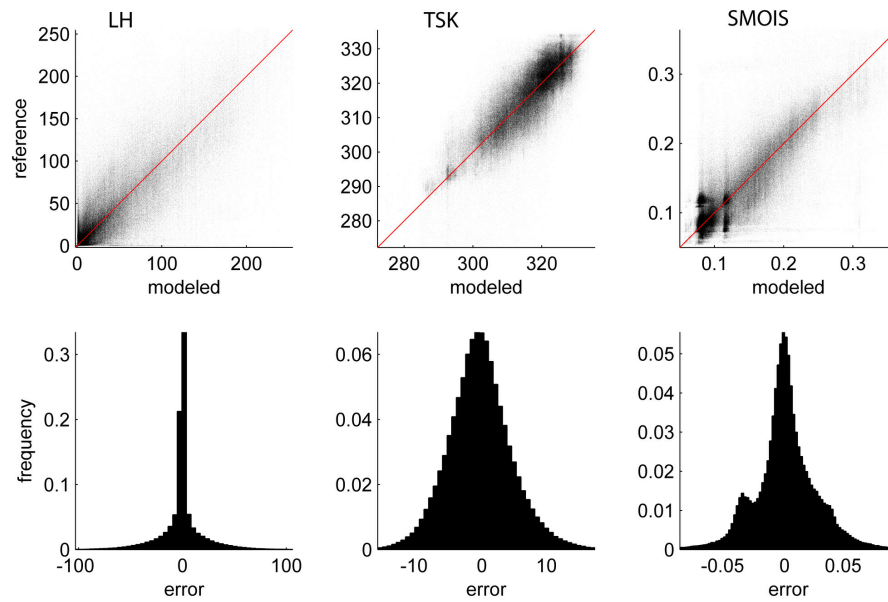 LH
TSK
SMOIS
reference
250
200
150
100
50
0
0 100 200
modeled
330
320
310
300
290
280
280 300 320
modeled
0.3
0.2
0.1
0.1 0.2 0.3
modeled
frequency
0.3
0.2
0.1
0
-100 0 100
error
0.06
0.04
0.02
0
-10 0 10
error
0.05
0.04
0.03
0.02
0.01
0
-0.05 0 0.05
error